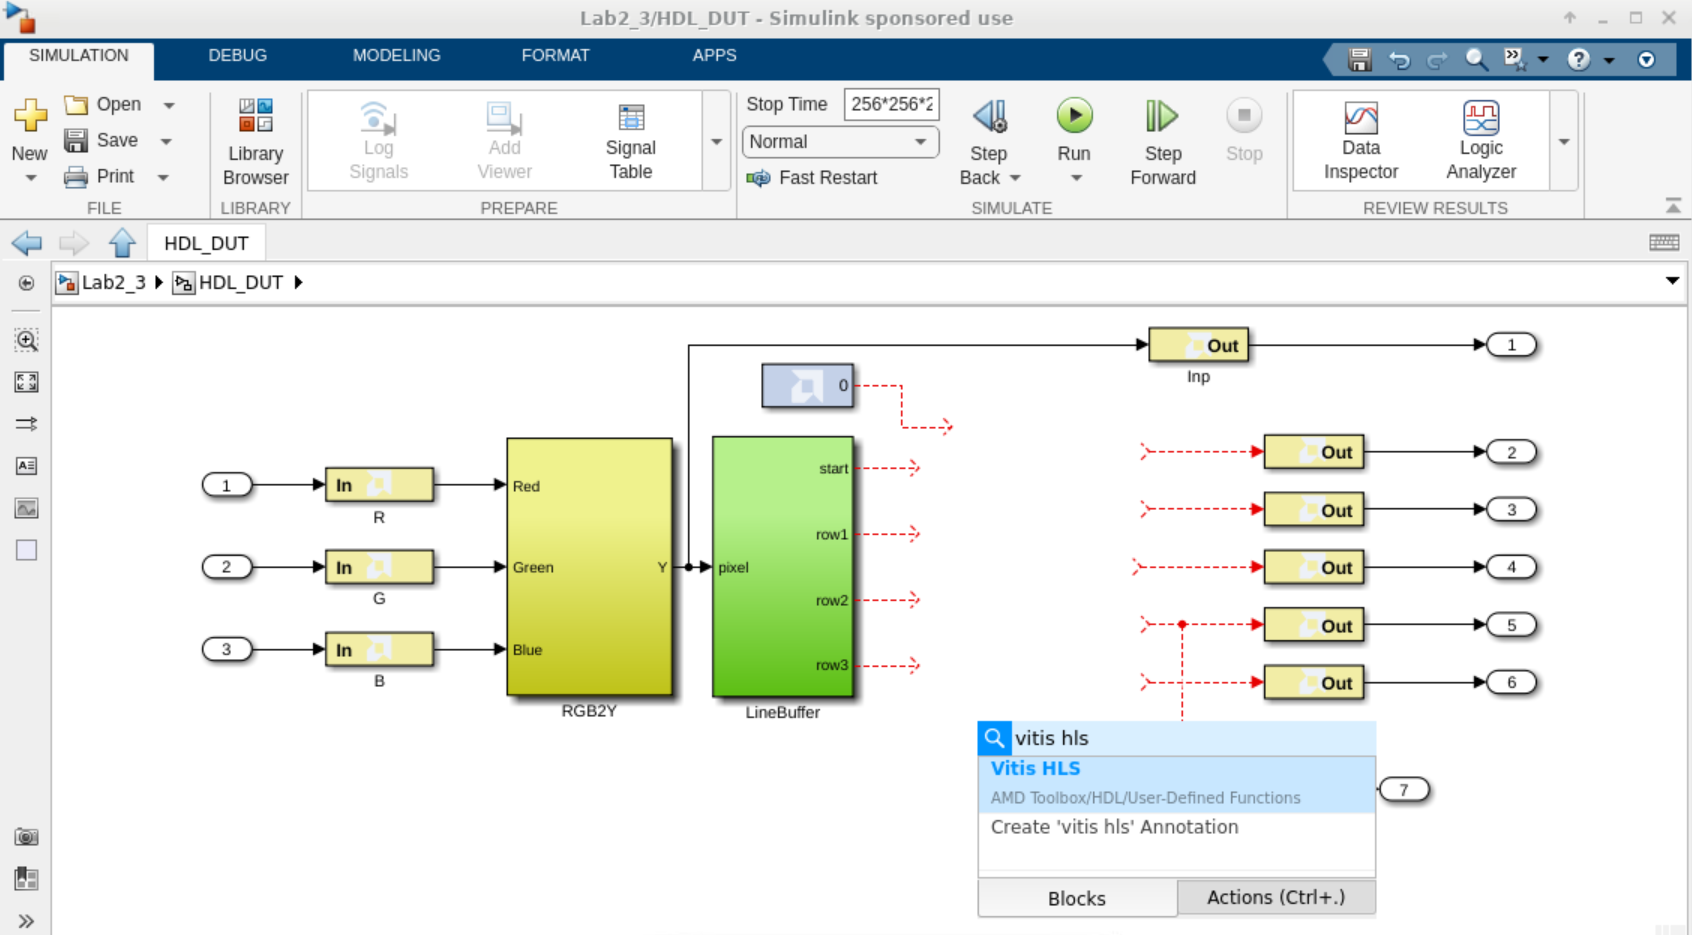 Lab2_3/HDL_DUT - Simulink sponsored use
SIMULATION
DEBUG
MODELING
FORMAT
APPS
New
Open
Save
Print
FILE
Library
Browser
LIBRARY
Log
Signals
Add
Viewer
Signal
Table
PREPARE
Stop Time
256*256*2
Normal
Fast Restart
Step
Back
Run
Step
Forward
Stop
SIMULATE
Data
Inspector
Logic
Analyzer
REVIEW RESULTS
HDL_DUT
Lab2_3
HDL_DUT
1
In
R
2
In
G
3
In
B
Red
Green
Blue
Y
RGB2Y
0
pixel
start
row1
row2
row3
LineBuffer
Out
Inp
1
Out
2
Out
3
Out
4
Out
5
Out
6
7
vitis hls
Vitis HLS
AMD Toolbox/HDL/User-Defined Functions
Create 'vitis hls' Annotation
Blocks
Actions (Ctrl+.)